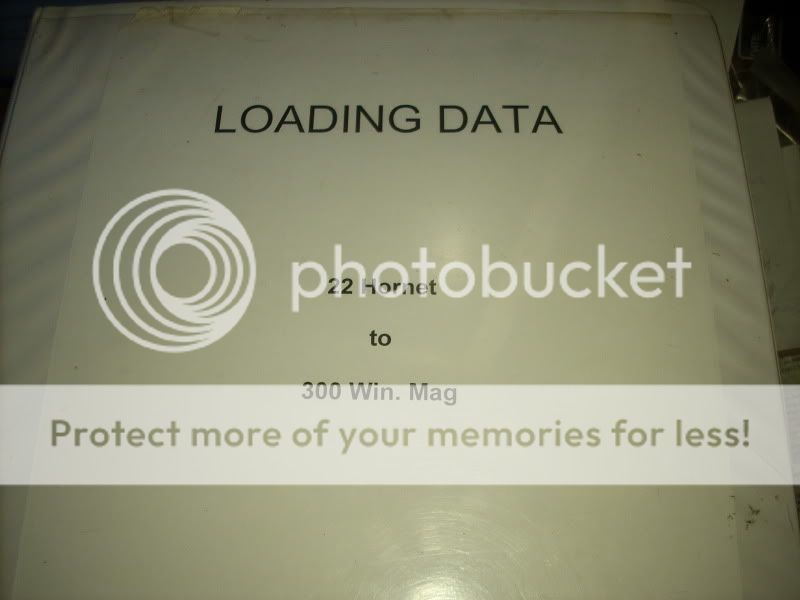 LOADING DATA
photobucket
22 Hornet
to
300 Win. Mag
Protect more of your memories for less!